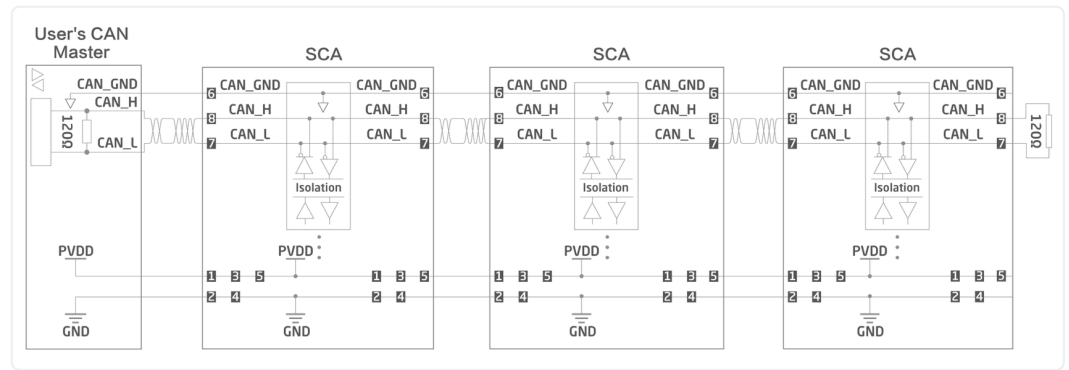 User's CAN
Master
SCA
SCA
SCA
CAN_GND
CAN_H
120Ω
CAN_L
PVDD
GND
6 CAN_GND CAN_GND 6
8 CAN_H CAN_H 8
7 CAN_L CAN_L 7
Isolation
PVDD
1 3 5 1 3 5
2 4 2 4
GND
6 CAN_GND CAN_GND 6
8 CAN_H CAN_H 8
7 CAN_L CAN_L 7
Isolation
PVDD
1 3 5 1 3 5
2 4 2 4
GND
6 CAN_GND CAN_GND 6
8 CAN_H CAN_H 8
7 CAN_L CAN_L 7
Isolation
PVDD
1 3 5 1 3 5
2 4 2 4
GND
120Ω